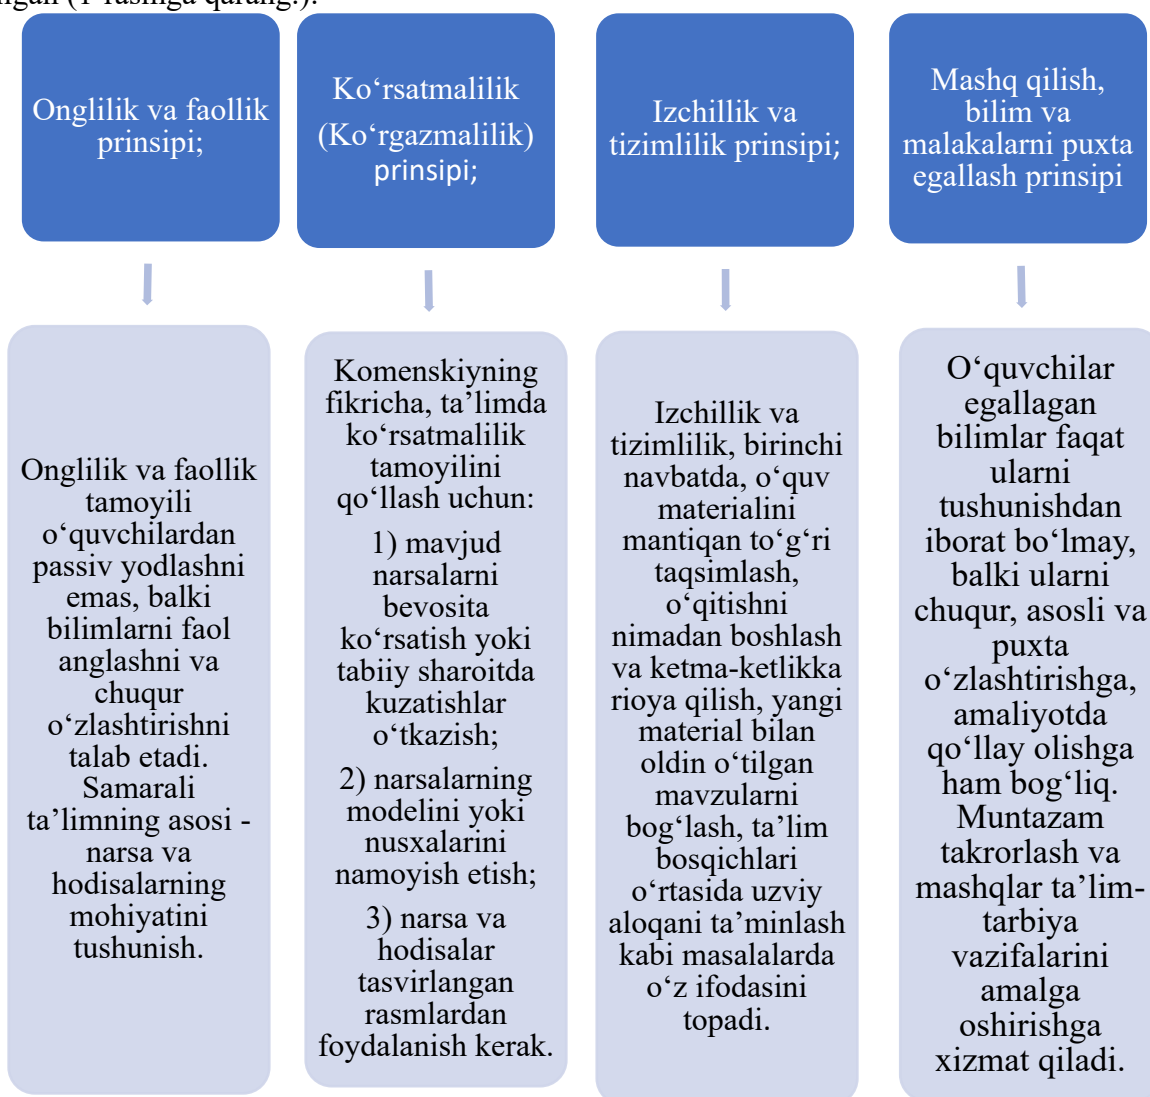 (1-rasmga qarang.).
Onglilik va faollik
prinsipi;
Ko‘rsatmalilik
(Ko‘rgazmalilik)
prinsipi;
Izchillik va
tizimlilik prinsipi;
Mashq qilish,
bilim va
malakalarni puxta
egallash prinsipi
Onglilik va faollik
tamoyili
o‘quvchilardan
passiv yodlashni
emas, balki
bilimlarni faol
anglashni va
chuqur
o‘zlashtirishni
talab etadi.
Samarali
ta’limning asosi -
narsa va
hodisalarning
mohiyatini
tushunish.
Komenskiyning
fikricha, ta’limda
ko‘rsatmalilik
tamoyilini
qo‘llash uchun:
1) mavjud
narsalarni
bevosita
ko‘rsatish yoki
tabiiy sharoitda
kuzatishlar
o‘tkazish;
2) narsalarning
modelini yoki
nusxalarini
namoyish etish;
3) narsa va
hodisalar
tasvirlangan
rasmlardan
foydalanish kerak.
Izchillik va
tizimlilik, birinchi
navbatda, o‘quv
materialini
mantiqan to‘g‘ri
taqsimlash,
o‘qitishni
nimadan boshlash
va ketma-ketlikka
rioya qilish, yangi
material bilan
oldin o‘tilgan
mavzularni
bog‘lash, ta’lim
bosqichlari
o‘rtasida uzviy
aloqani ta’minlash
kabi masalalarda
o‘z ifodasini
topadi.
O‘quvchilar
egallagan
bilimlar faqat
ularni
tushunishdan
iborat bo‘lmay,
balki ularni
chuqur, asosli va
puxta
o‘zlashtirishga,
amaliyotda
qo‘llay olishga
ham bog‘liq.
Muntazam
takrorlash va
mashqlar ta’lim-
tarbiya
vazifalarini
amalga
oshirishga
xizmat qiladi.